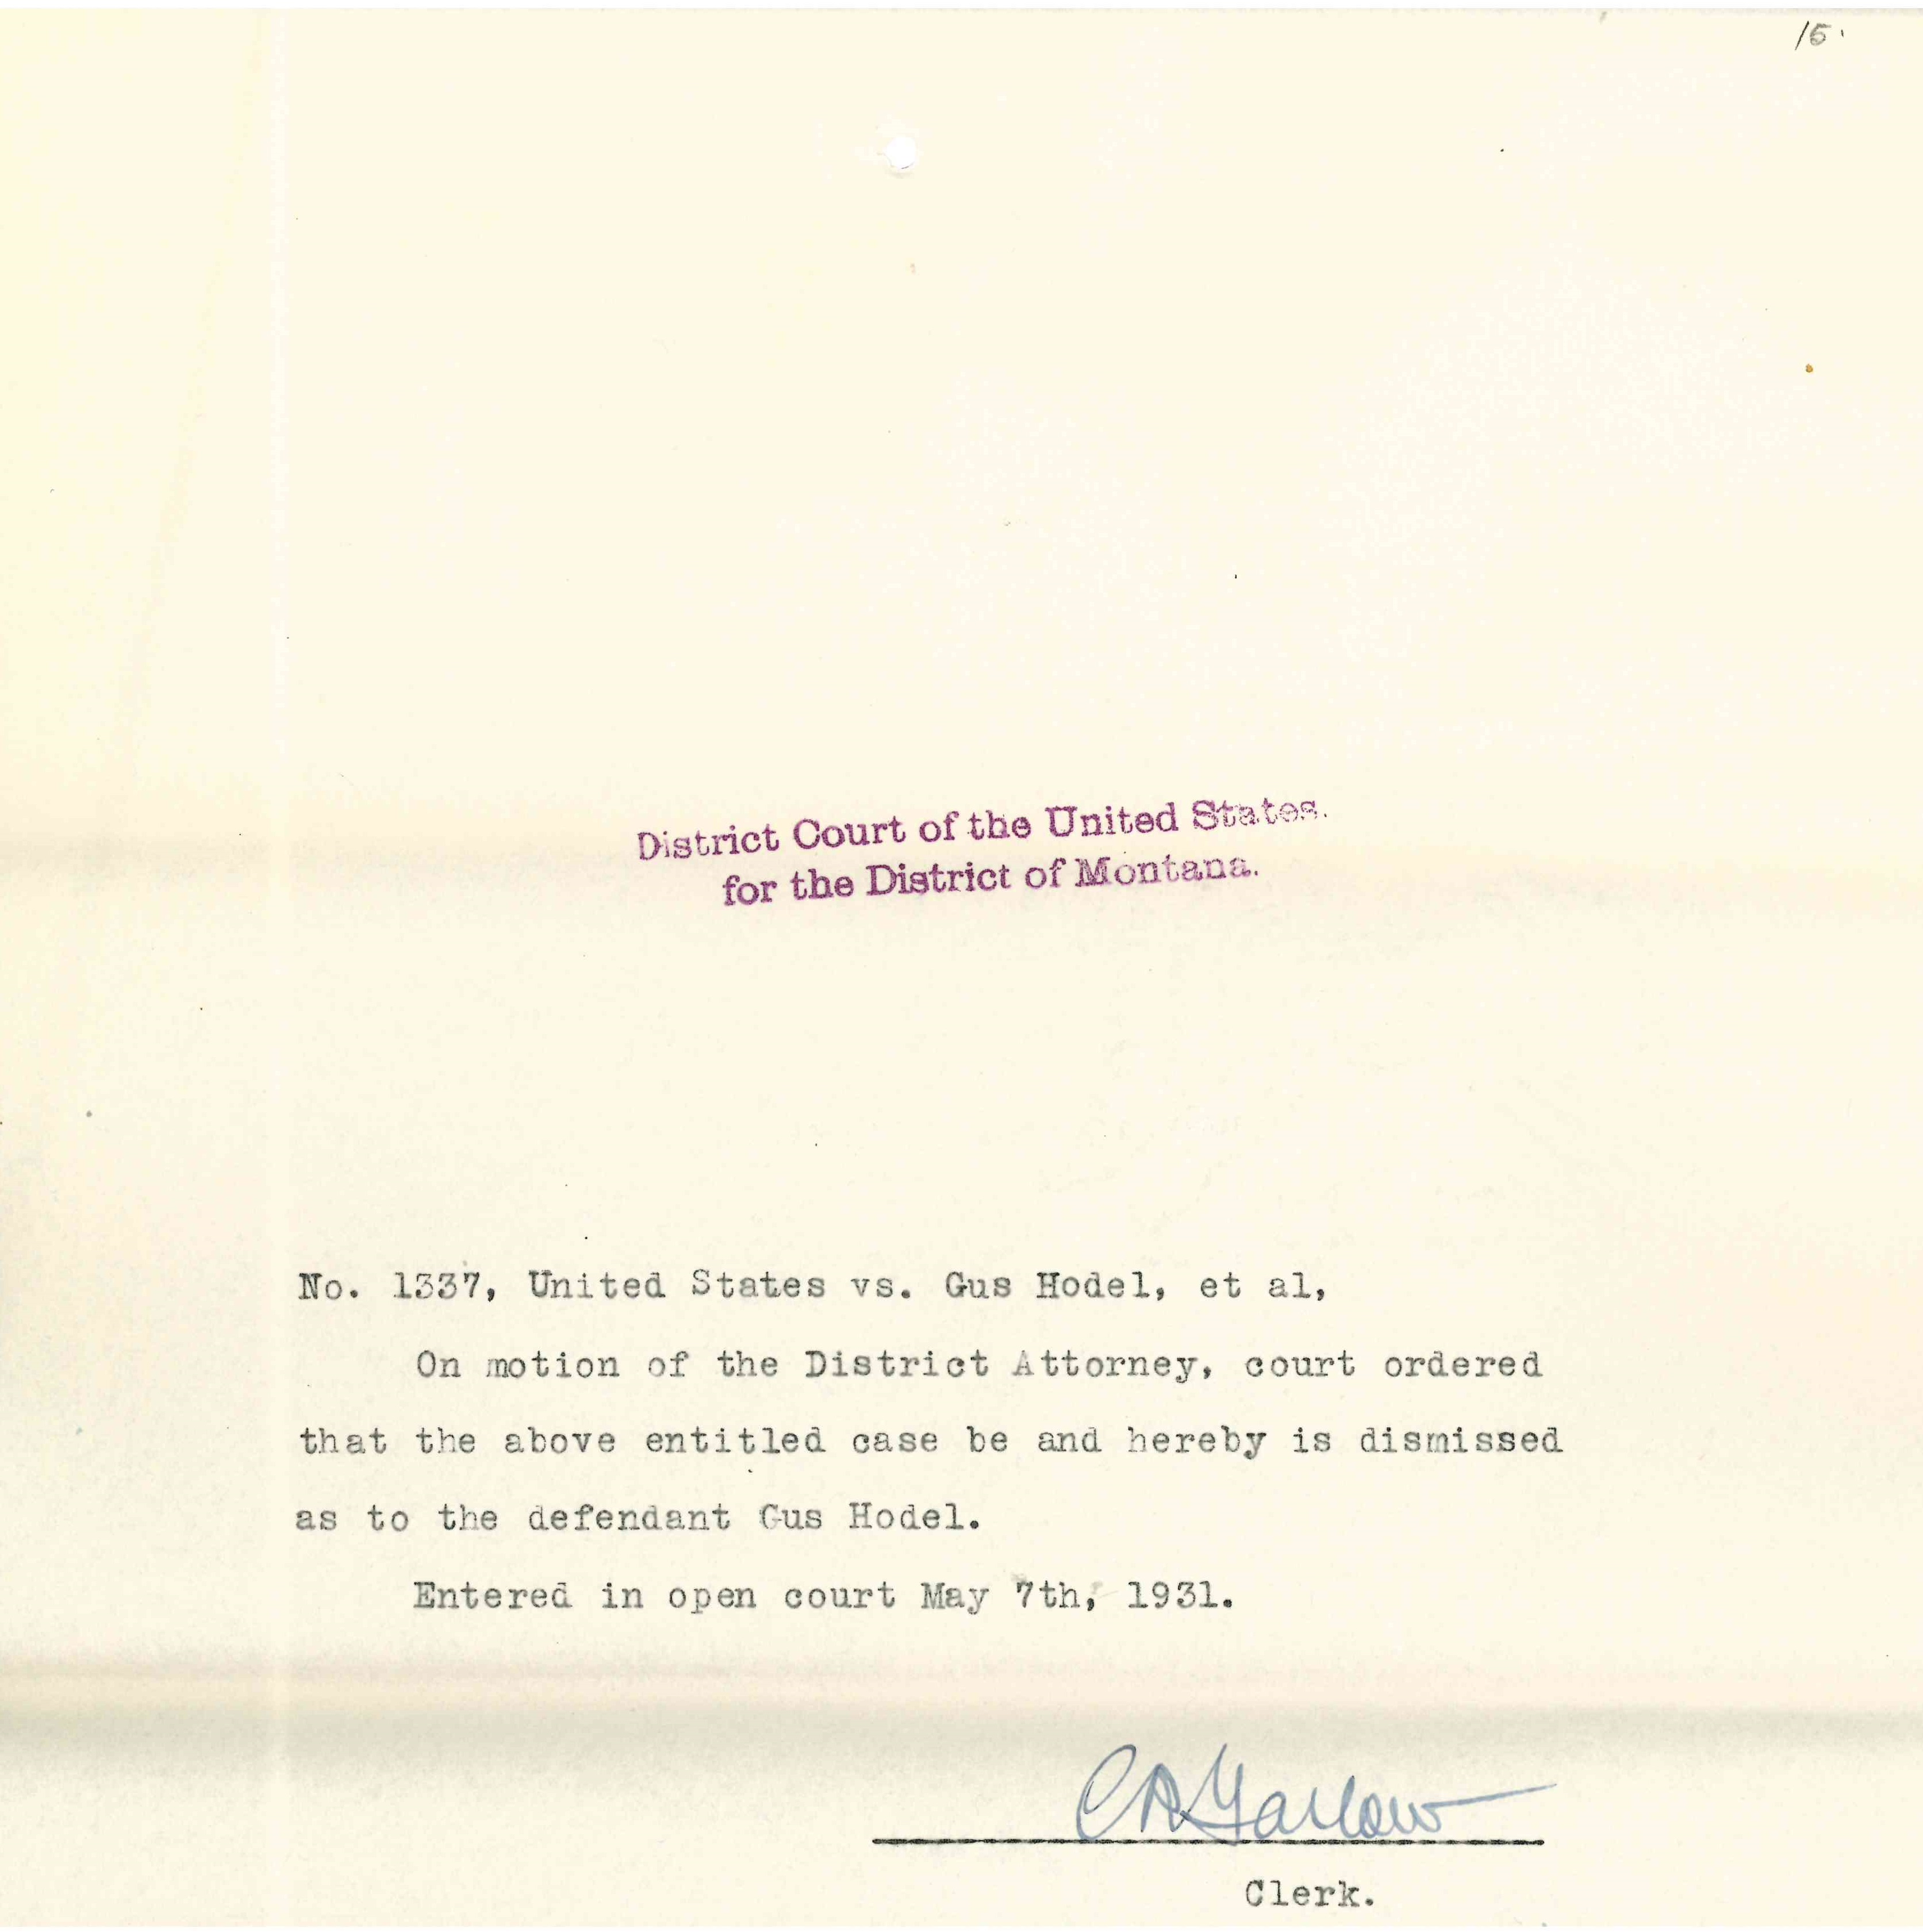 15.
District Court of the United States.
for the District of Montana.
No. 1337, United States vs. Gus Hodel, et al,
On motion of the District Attorney, court ordered
that the above entitled case be and hereby is dismissed
as to the defendant Gus Hodel.
Entered in open court May 7th, 1931.
C R Garlow
Clerk.